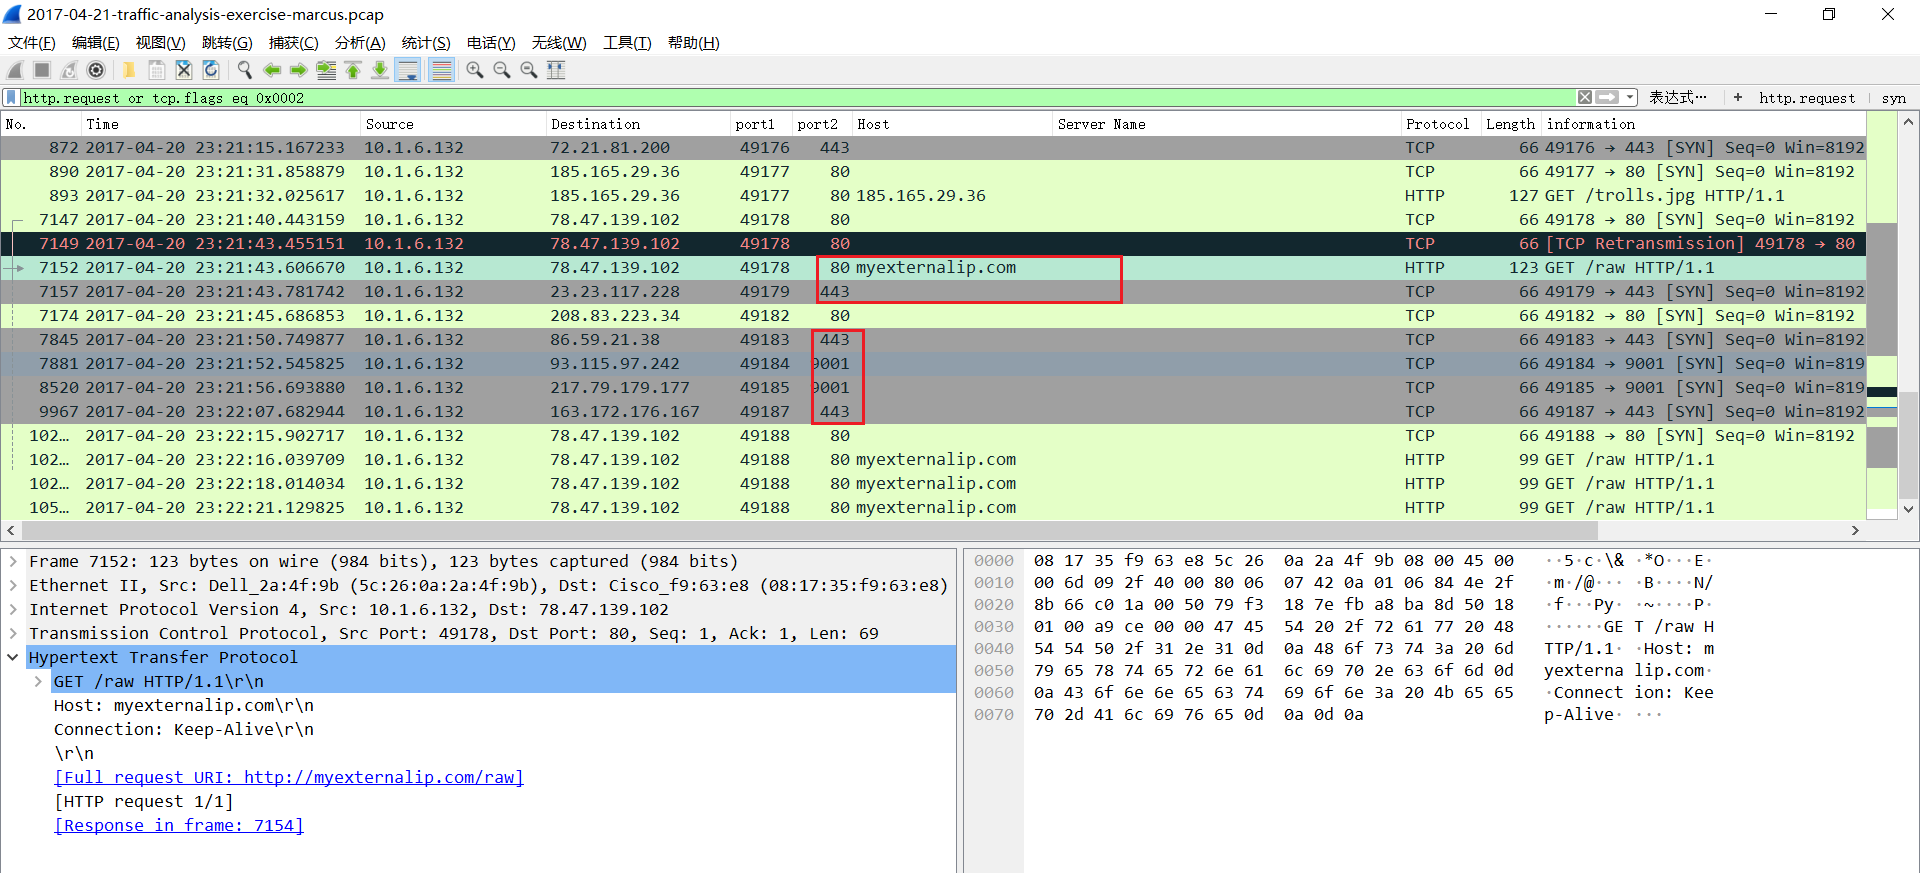 2017-04-21-traffic-analysis-exercise-marcus.pcap
文件(F) 编辑(E) 视图(V) 跳转(G) 捕获(C) 分析(A) 统计(S) 电话(Y) 无线(W) 工具(T) 帮助(H)
http.request or tcp.flags eq 0x0002 表达式… + http.request syn
No. Time Source Destination port1 port2 Host Server Name Protocol Length information
872 2017-04-20 23:21:15.167233 10.1.6.132 72.21.81.200 49176 443 TCP 66 49176 → 443 [SYN] Seq=0 Win=8192
890 2017-04-20 23:21:31.858879 10.1.6.132 185.165.29.36 49177 80 TCP 66 49177 → 80 [SYN] Seq=0 Win=8192
893 2017-04-20 23:21:32.025617 10.1.6.132 185.165.29.36 49177 80 185.165.29.36 HTTP 127 GET /trolls.jpg HTTP/1.1
7147 2017-04-20 23:21:40.443159 10.1.6.132 78.47.139.102 49178 80 TCP 66 49178 → 80 [SYN] Seq=0 Win=8192
7149 2017-04-20 23:21:43.455151 10.1.6.132 78.47.139.102 49178 80 TCP 66 [TCP Retransmission] 49178 → 80
7152 2017-04-20 23:21:43.606670 10.1.6.132 78.47.139.102 49178 80 myexternalip.com HTTP 123 GET /raw HTTP/1.1
7157 2017-04-20 23:21:43.781742 10.1.6.132 23.23.117.228 49179 443 TCP 66 49179 → 443 [SYN] Seq=0 Win=8192
7174 2017-04-20 23:21:45.686853 10.1.6.132 208.83.223.34 49182 80 TCP 66 49182 → 80 [SYN] Seq=0 Win=8192
7845 2017-04-20 23:21:50.749877 10.1.6.132 86.59.21.38 49183 443 TCP 66 49183 → 443 [SYN] Seq=0 Win=8192
7881 2017-04-20 23:21:52.545825 10.1.6.132 93.115.97.242 49184 9001 TCP 66 49184 → 9001 [SYN] Seq=0 Win=819
8520 2017-04-20 23:21:56.693880 10.1.6.132 217.79.179.177 49185 9001 TCP 66 49185 → 9001 [SYN] Seq=0 Win=819
9967 2017-04-20 23:22:07.682944 10.1.6.132 163.172.176.167 49187 443 TCP 66 49187 → 443 [SYN] Seq=0 Win=8192
102… 2017-04-20 23:22:15.902717 10.1.6.132 78.47.139.102 49188 80 TCP 66 49188 → 80 [SYN] Seq=0 Win=8192
102… 2017-04-20 23:22:16.039709 10.1.6.132 78.47.139.102 49188 80 myexternalip.com HTTP 99 GET /raw HTTP/1.1
102… 2017-04-20 23:22:18.014034 10.1.6.132 78.47.139.102 49188 80 myexternalip.com HTTP 99 GET /raw HTTP/1.1
105… 2017-04-20 23:22:21.129825 10.1.6.132 78.47.139.102 49188 80 myexternalip.com HTTP 99 GET /raw HTTP/1.1
Frame 7152: 123 bytes on wire (984 bits), 123 bytes captured (984 bits)
Ethernet II, Src: Dell_2a:4f:9b (5c:26:0a:2a:4f:9b), Dst: Cisco_f9:63:e8 (08:17:35:f9:63:e8)
Internet Protocol Version 4, Src: 10.1.6.132, Dst: 78.47.139.102
Transmission Control Protocol, Src Port: 49178, Dst Port: 80, Seq: 1, Ack: 1, Len: 69
Hypertext Transfer Protocol
GET /raw HTTP/1.1\r\n
Host: myexternalip.com\r\n
Connection: Keep-Alive\r\n
\r\n
[Full request URI: http://myexternalip.com/raw]
[HTTP request 1/1]
[Response in frame: 7154]
0000 08 17 35 f9 63 e8 5c 26 0a 2a 4f 9b 08 00 45 00 ··5·c·\& ·*O···E·
0010 00 6d 09 2f 40 00 80 06 07 42 0a 01 06 84 4e 2f ·m·/@··· ·B····N/
0020 8b 66 c0 1a 00 50 79 f3 18 7e fb a8 ba 8d 50 18 ·f···Py· ·~····P·
0030 01 00 a9 ce 00 00 47 45 54 20 2f 72 61 77 20 48 ······GE T /raw H
0040 54 54 50 2f 31 2e 31 0d 0a 48 6f 73 74 3a 20 6d TTP/1.1· ·Host: m
0050 79 65 78 74 65 72 6e 61 6c 69 70 2e 63 6f 6d 0d yexterna lip.com·
0060 0a 43 6f 6e 6e 65 63 74 69 6f 6e 3a 20 4b 65 65 ·Connect ion: Kee
0070 70 2d 41 6c 69 76 65 0d 0a 0d 0a p-Alive· ···